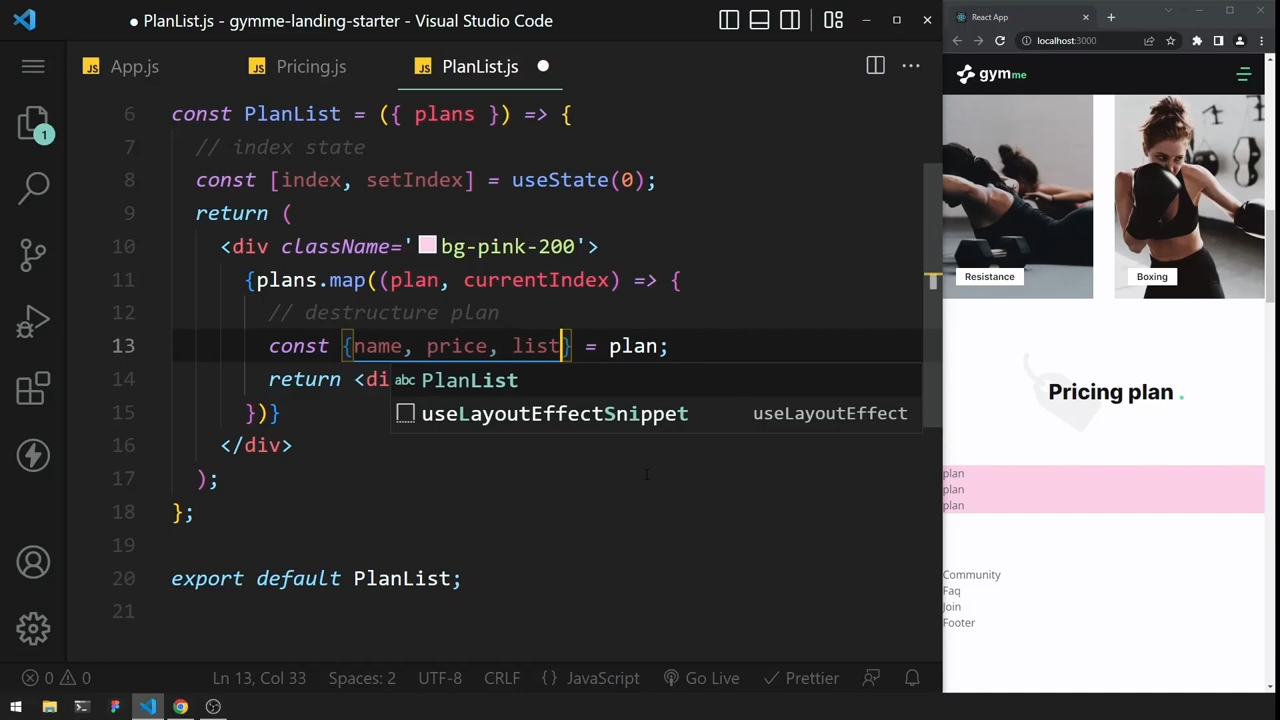 PlanList.js - gymme-landing-starter - Visual Studio Code
JS App.js
JS Pricing.js
JS PlanList.js
6 const PlanList = ({ plans }) => {
7 // index state
8 const [index, setIndex] = useState(0);
9 return (
10 <div className='bg-pink-200'>
11 {plans.map((plan, currentIndex) => {
12 // destructure plan
13 const {name, price, list} = plan;
14 return <di
abc PlanList
useLayoutEffectSnippet useLayoutEffect
15 })}
16 </div>
17 );
18 };
19
20 export default PlanList;
21
1
0 0
Ln 13, Col 33
Spaces: 2
UTF-8
CRLF
{} JavaScript
Go Live
Prettier
React App
localhost:3000
gymme
Resistance
Boxing
Pricing plan .
plan
plan
plan
Community
Faq
Join
Footer